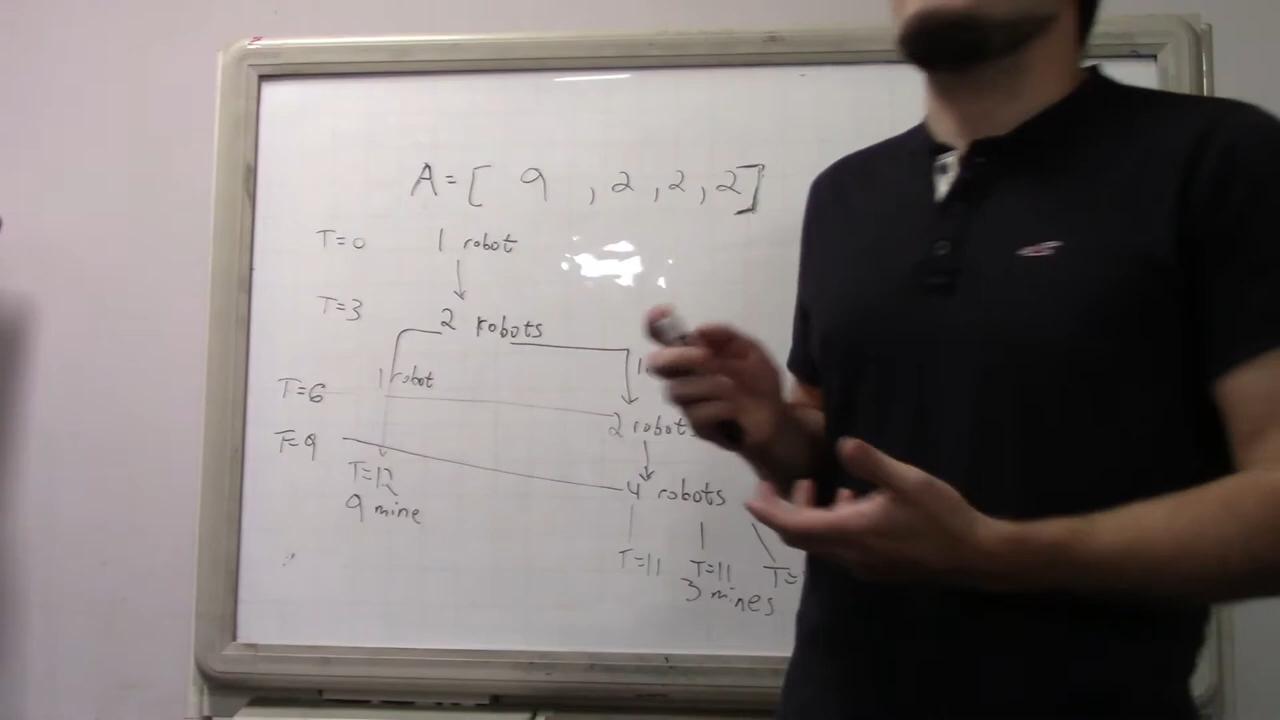 A=[ 9 , 2 , 2 , 2 ]
T=0 1 robot
T=3 2 robots
1 robot
T=6
2 robots
T=9
T=12
4 robots
9 mine
T=11 T=11 T=
3 mines